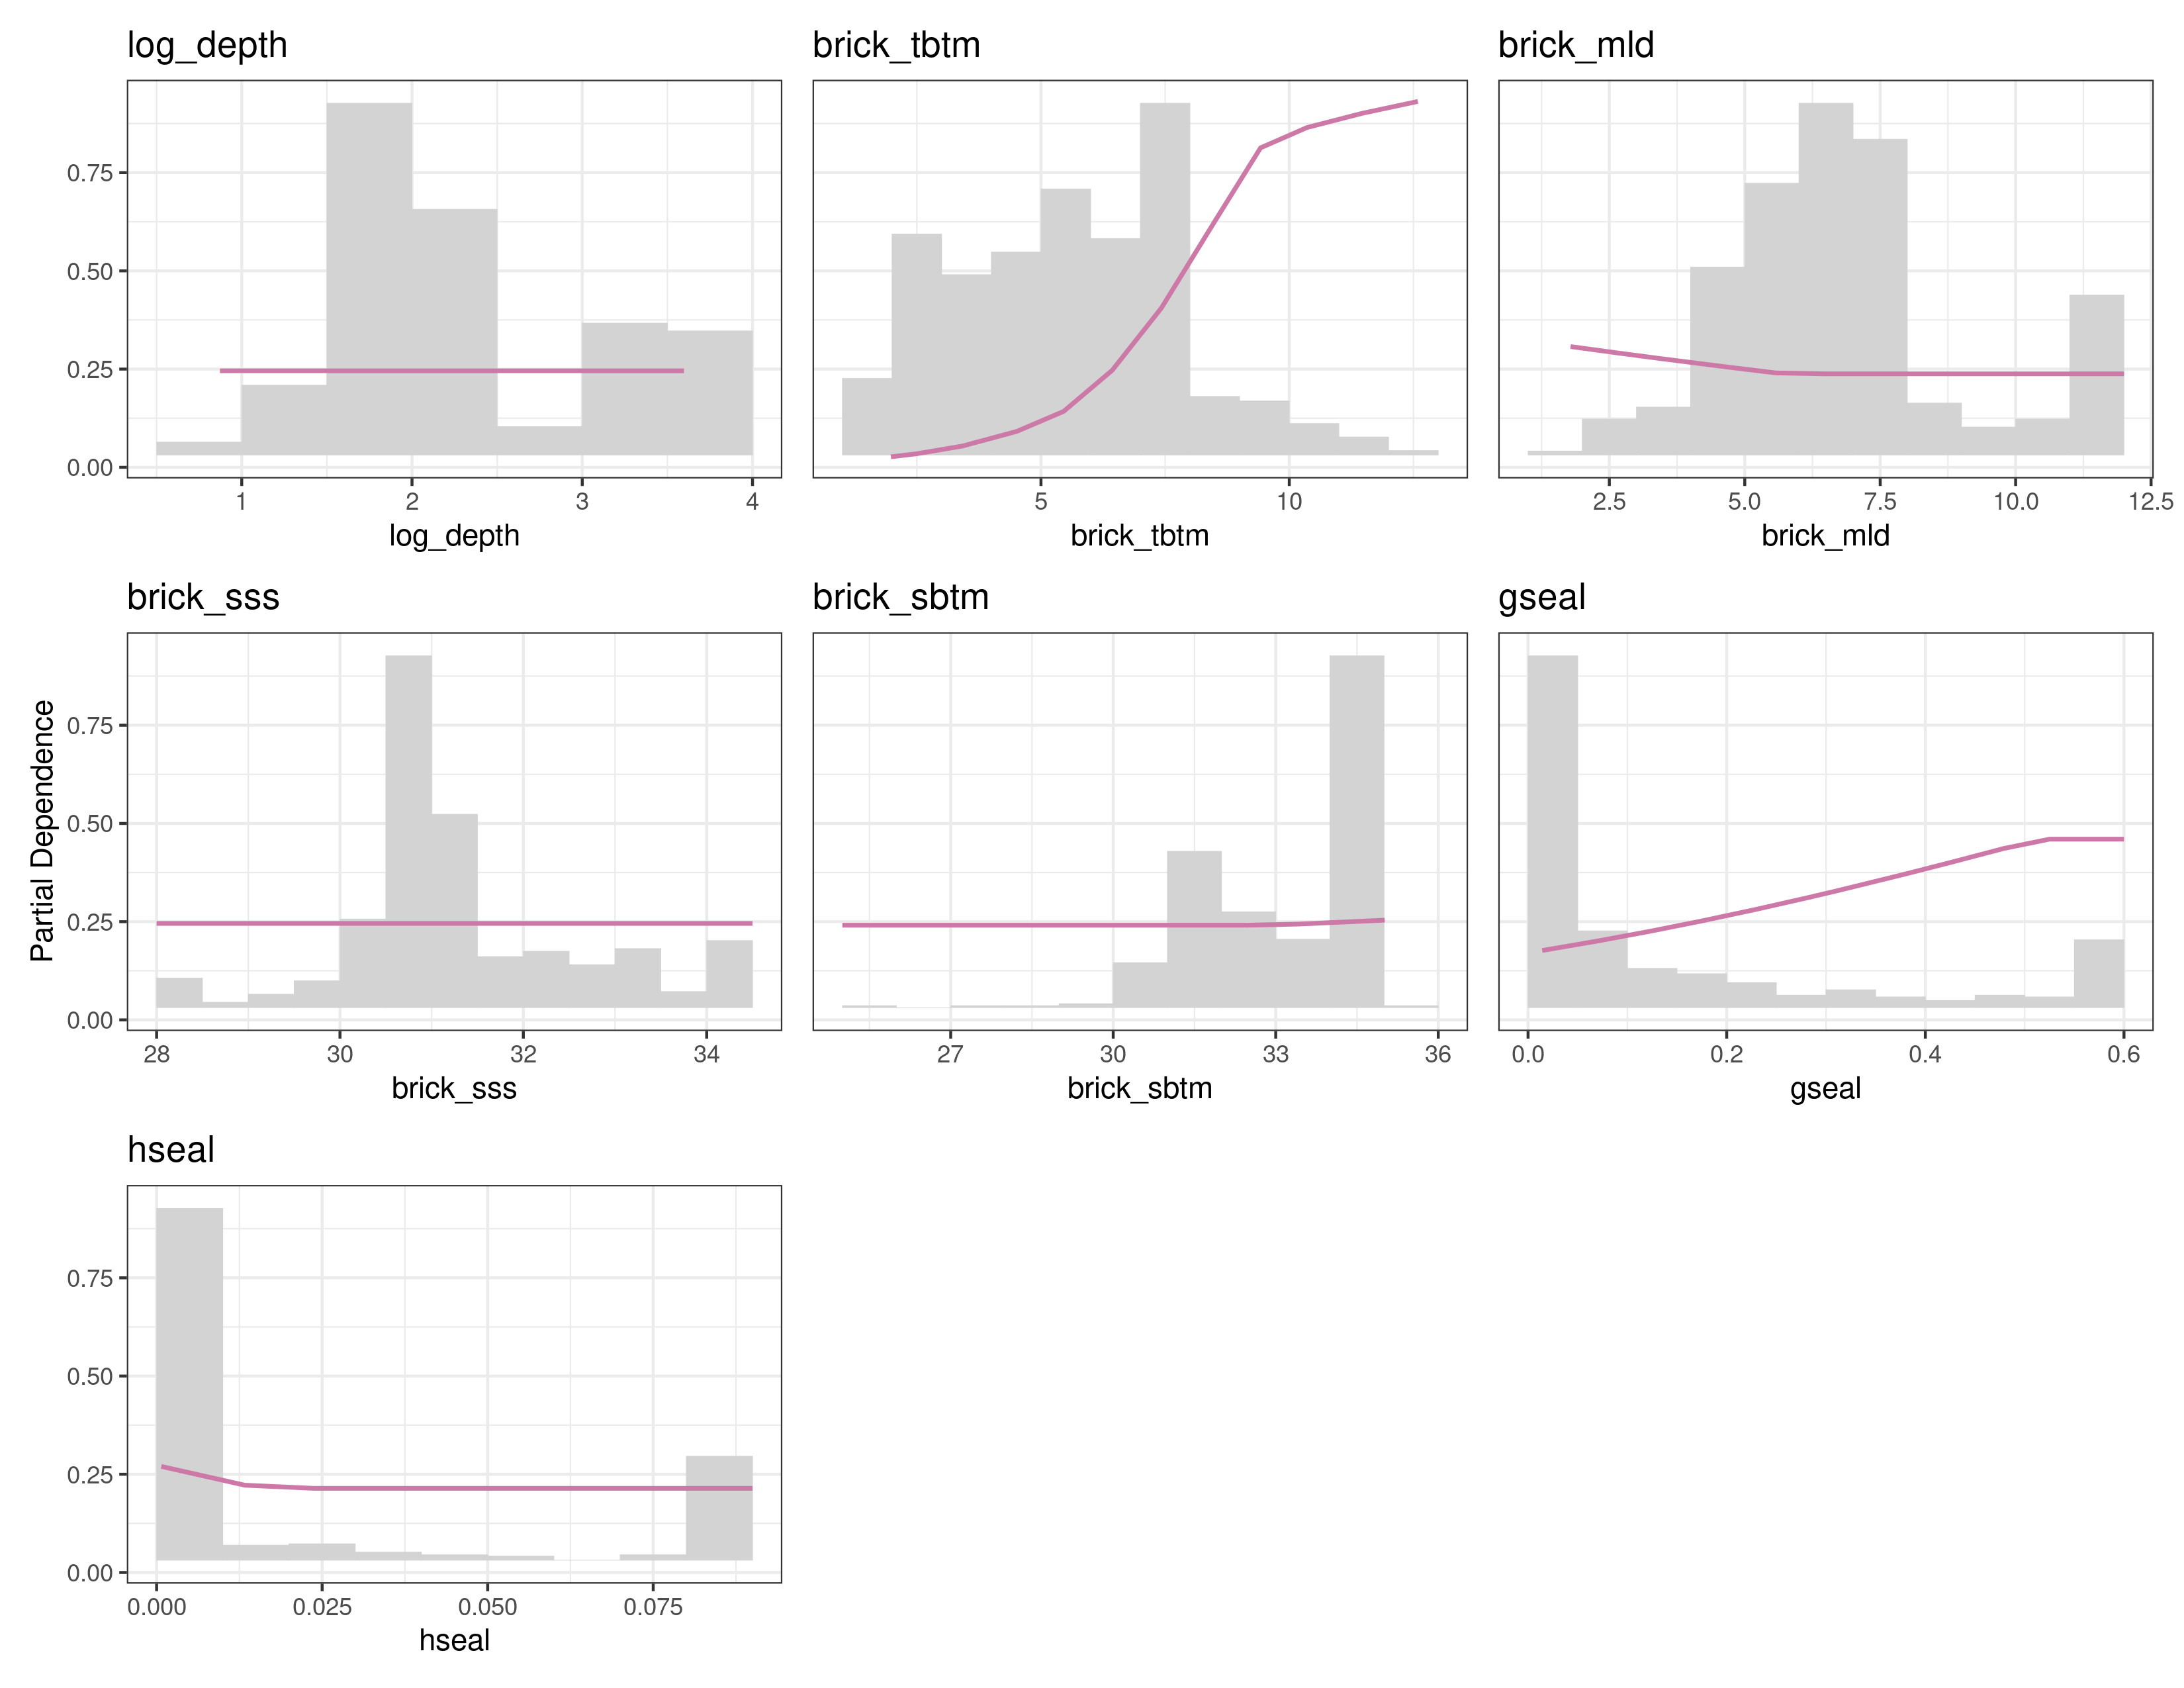 log_depth
brick_tbtm
brick_mld
0.75
0.50
0.25
0.00
1 2 3 4
5 10
2.5 5.0 7.5 10.0 12.5
log_depth
brick_tbtm
brick_mld
brick_sss
brick_sbtm
gseal
Partial Dependence
0.75
0.50
0.25
0.00
28 30 32 34
27 30 33 36
0.0 0.2 0.4 0.6
brick_sss
brick_sbtm
gseal
hseal
0.75
0.50
0.25
0.00
0.000 0.025 0.050 0.075
hseal